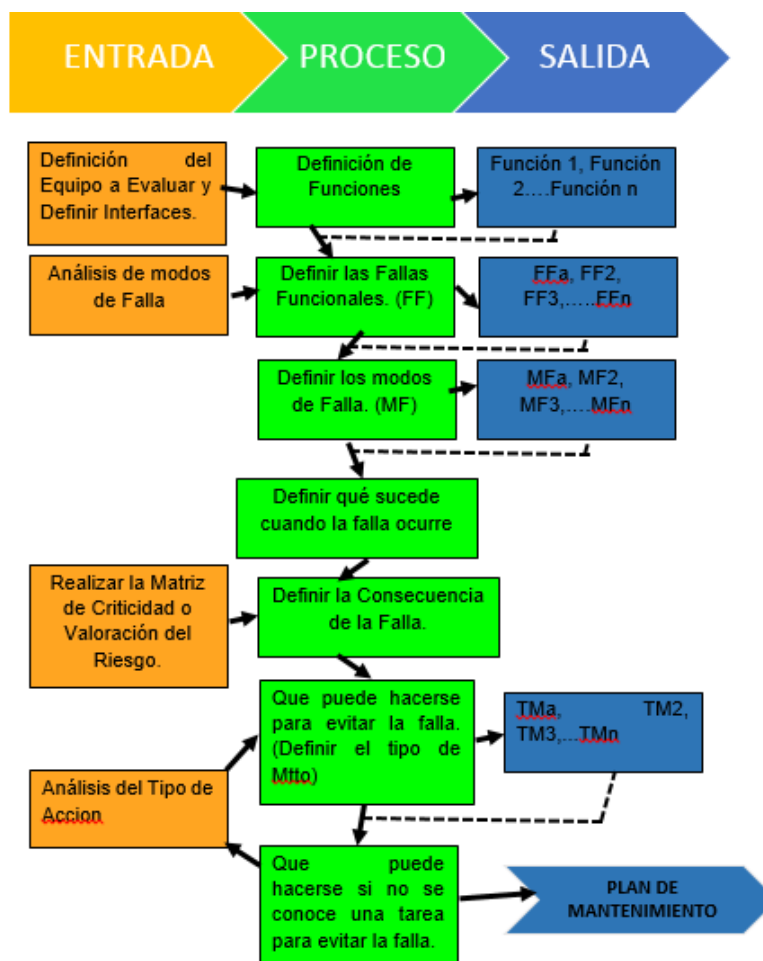 ENTRADA
PROCESO
SALIDA
Definición del
Equipo a Evaluar y
Definir Interfaces.
Definición de
Funciones
Función 1, Función
2....Función n
Análisis de modos
de Falla
Definir las Fallas
Funcionales. (FF)
FFa, FF2,
FF3,.....FFn
Definir los modos
de Falla. (MF)
MFa, MF2,
MF3,....MFn
Definir qué sucede
cuando la falla ocurre
Realizar la Matriz
de Criticidad o
Valoración del
Riesgo.
Definir la Consecuencia
de la Falla.
Que puede hacerse
para evitar la falla.
(Definir el tipo de
Mtto)
TMa, TM2,
TM3,...TMn
Análisis del Tipo de
Accion
Que puede
hacerse si no se
conoce una tarea
para evitar la falla.
PLAN DE
MANTENIMIENTO